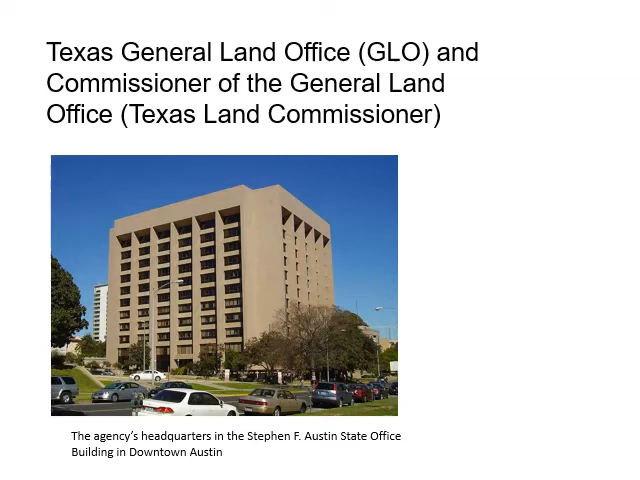 Texas General Land Office (GLO) and
Commissioner of the General Land
Office (Texas Land Commissioner)
The agency’s headquarters in the Stephen F. Austin State Office
Building in Downtown Austin